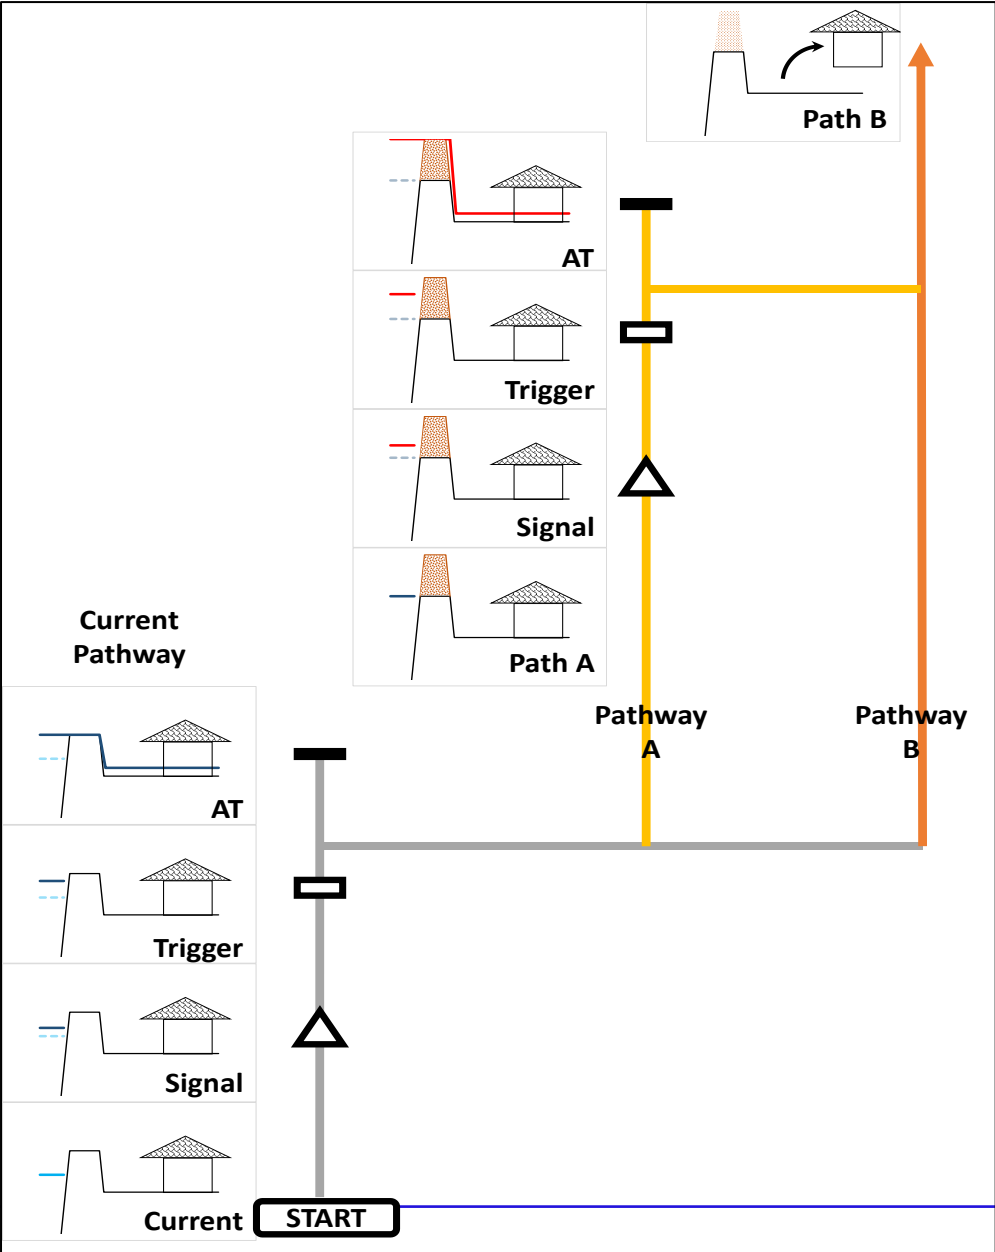 Path B
AT
Trigger
Signal
Path A
Current
Pathway
Pathway
A
Pathway
B
AT
Trigger
Signal
Current
START